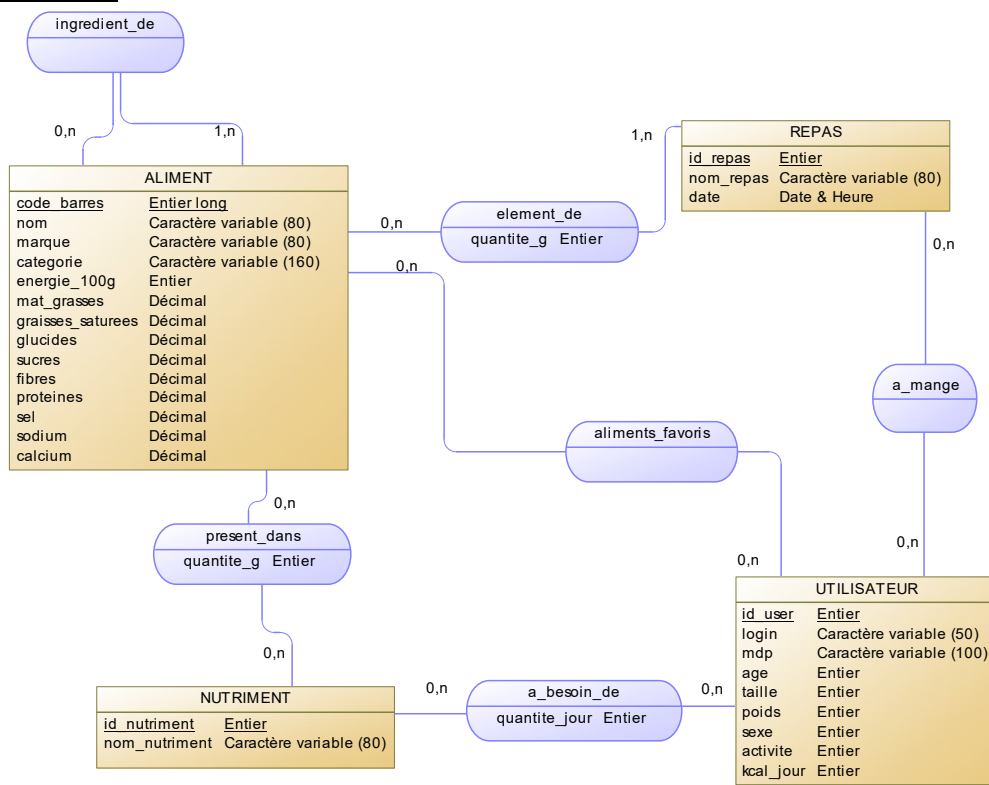 ingredient_de
0,n
1,n
ALIMENT
code_barres Entier long
nom Caractère variable (80)
marque Caractère variable (80)
categorie Caractère variable (160)
energie_100g Entier
mat_grasses Décimal
graisses_saturees Décimal
glucides Décimal
sucres Décimal
fibres Décimal
proteines Décimal
sel Décimal
sodium Décimal
calcium Décimal
0,n
element_de
quantite_g Entier
1,n
REPAS
id_repas Entier
nom_repas Caractère variable (80)
date Date & Heure
0,n
a_mange
0,n
0,n
aliments_favoris
0,n
0,n
present_dans
quantite_g Entier
0,n
NUTRIMENT
id_nutriment Entier
nom_nutriment Caractère variable (80)
0,n
a_besoin_de
quantite_jour Entier
0,n
UTILISATEUR
id_user Entier
login Caractère variable (50)
mdp Caractère variable (100)
age Entier
taille Entier
poids Entier
sexe Entier
activite Entier
kcal_jour Entier